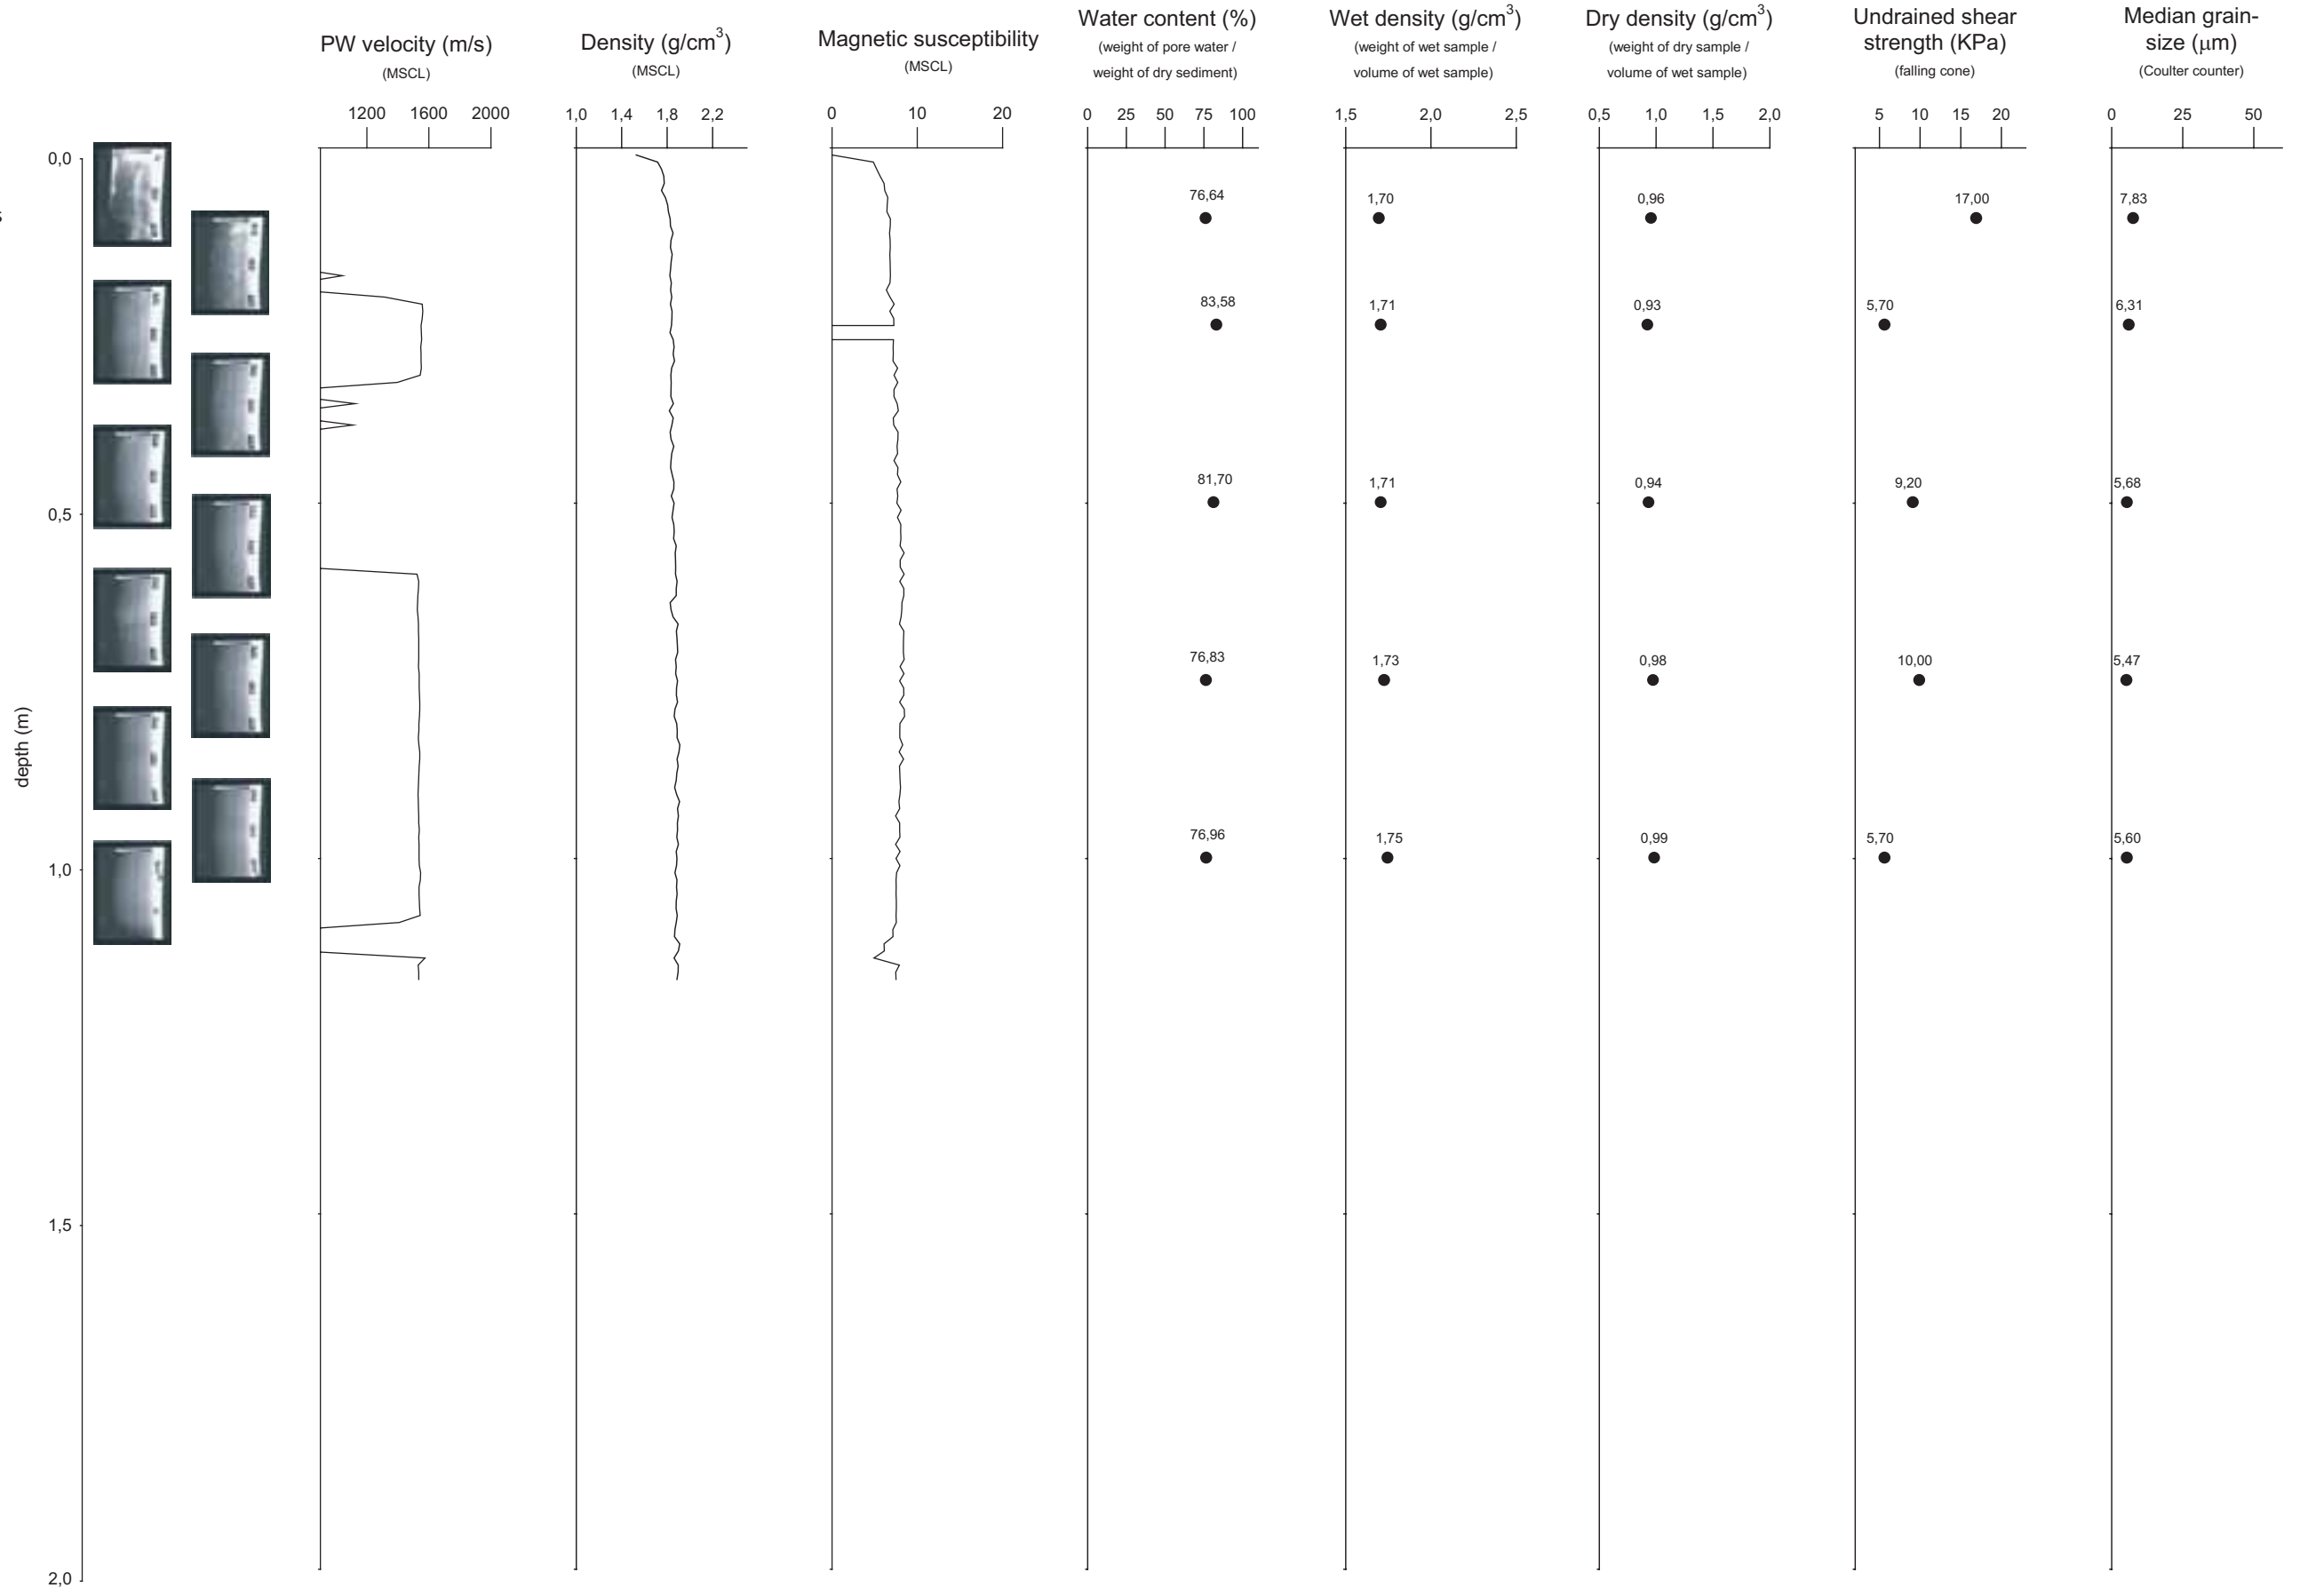 PW velocity (m/s)
(MSCL)
1200 1600 2000
Density (g/cm³)
(MSCL)
1,0 1,4 1,8 2,2
Magnetic susceptibility
(MSCL)
0 10 20
Water content (%)
(weight of pore water /
weight of dry sediment)
0 25 50 75 100
Wet density (g/cm³)
(weight of wet sample /
volume of wet sample)
1,5 2,0 2,5
Dry density (g/cm³)
(weight of dry sample /
volume of wet sample)
0,5 1,0 1,5 2,0
Undrained shear
strength (KPa)
(falling cone)
5 10 15 20
Median grain-
size (μm)
(Coulter counter)
0 25 50
s
depth (m)
0,0
0,5
1,0
1,5
2,0
76,64 1,70 0,96 17,00 7,83
83,58 1,71 0,93 5,70 6,31
81,70 1,71 0,94 9,20 5,68
76,83 1,73 0,98 10,00 5,47
76,96 1,75 0,99 5,70 5,60